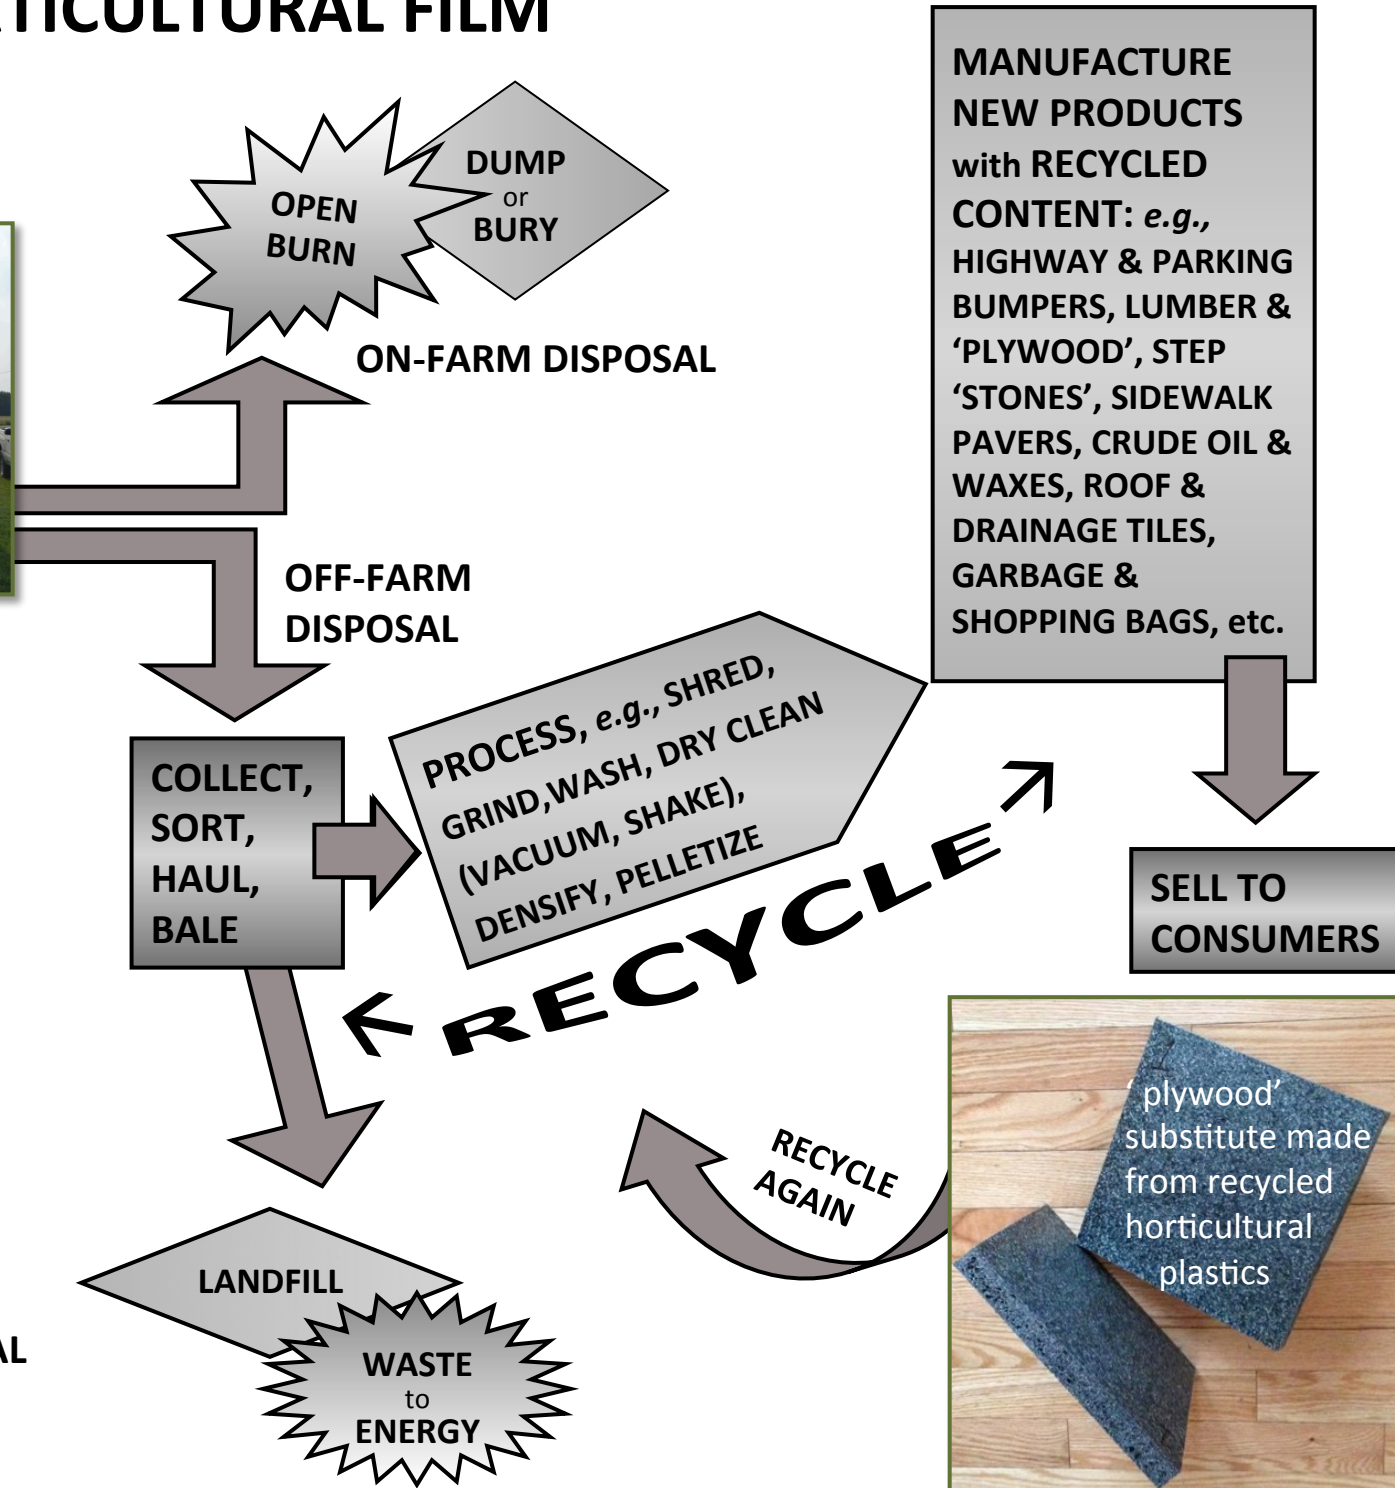 RTICULTURAL FILM
OPEN
BURN
DUMP
or
BURY
ON-FARM DISPOSAL
OFF-FARM
DISPOSAL
COLLECT,
SORT,
HAUL,
BALE
PROCESS, e.g., SHRED,
GRIND,WASH, DRY CLEAN
(VACUUM, SHAKE),
DENSIFY, PELLETIZE
MANUFACTURE
NEW PRODUCTS
with RECYCLED
CONTENT: e.g.,
HIGHWAY & PARKING
BUMPERS, LUMBER &
‘PLYWOOD’, STEP
‘STONES’, SIDEWALK
PAVERS, CRUDE OIL &
WAXES, ROOF &
DRAINAGE TILES,
GARBAGE &
SHOPPING BAGS, etc.
SELL TO
CONSUMERS
RECYCLE
RECYCLE
AGAIN
‘plywood’
substitute made
from recycled
horticultural
plastics
LANDFILL
AL
WASTE
to
ENERGY